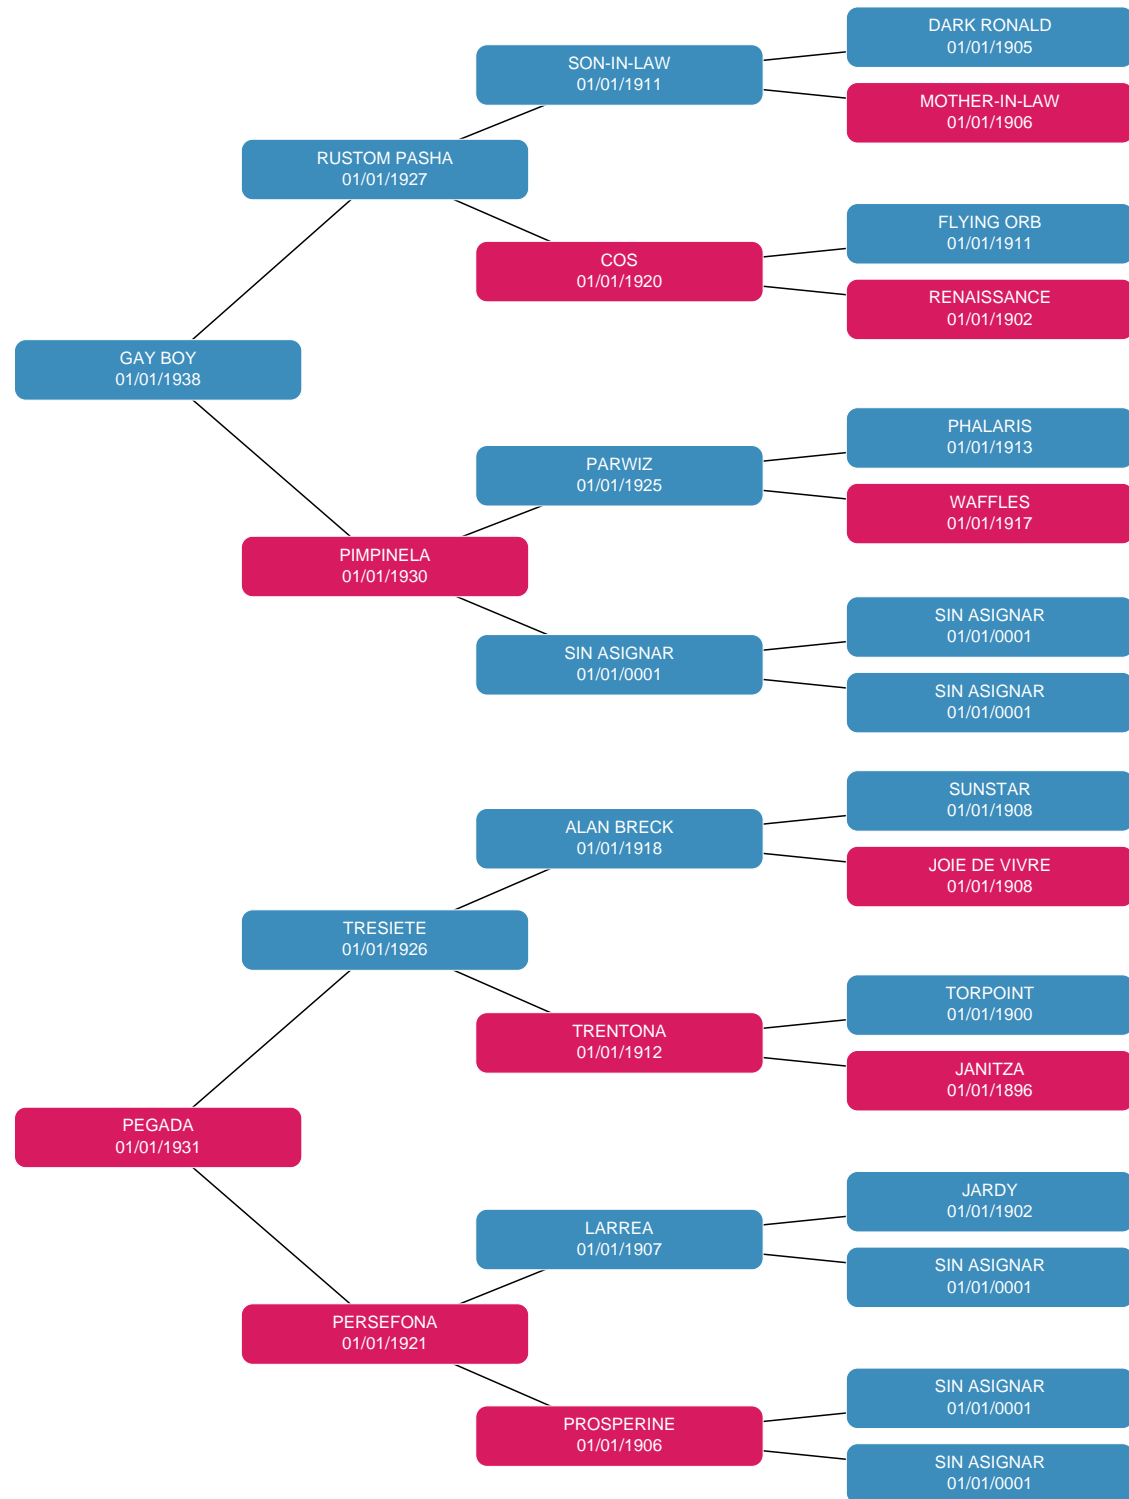 DARK RONALD
01/01/1905
SON-IN-LAW
01/01/1911
MOTHER-IN-LAW
01/01/1906
RUSTOM PASHA
01/01/1927
FLYING ORB
01/01/1911
COS
01/01/1920
RENAISSANCE
01/01/1902
GAY BOY
01/01/1938
PHALARIS
01/01/1913
PARWIZ
01/01/1925
WAFFLES
01/01/1917
PIMPINELA
01/01/1930
SIN ASIGNAR
01/01/0001
SIN ASIGNAR
01/01/0001
SIN ASIGNAR
01/01/0001
SUNSTAR
01/01/1908
ALAN BRECK
01/01/1918
JOIE DE VIVRE
01/01/1908
TRESIETE
01/01/1926
TORPOINT
01/01/1900
TRENTONA
01/01/1912
JANITZA
01/01/1896
PEGADA
01/01/1931
JARDY
01/01/1902
LARREA
01/01/1907
SIN ASIGNAR
01/01/0001
PERSEFONA
01/01/1921
SIN ASIGNAR
01/01/0001
PROSPERINE
01/01/1906
SIN ASIGNAR
01/01/0001